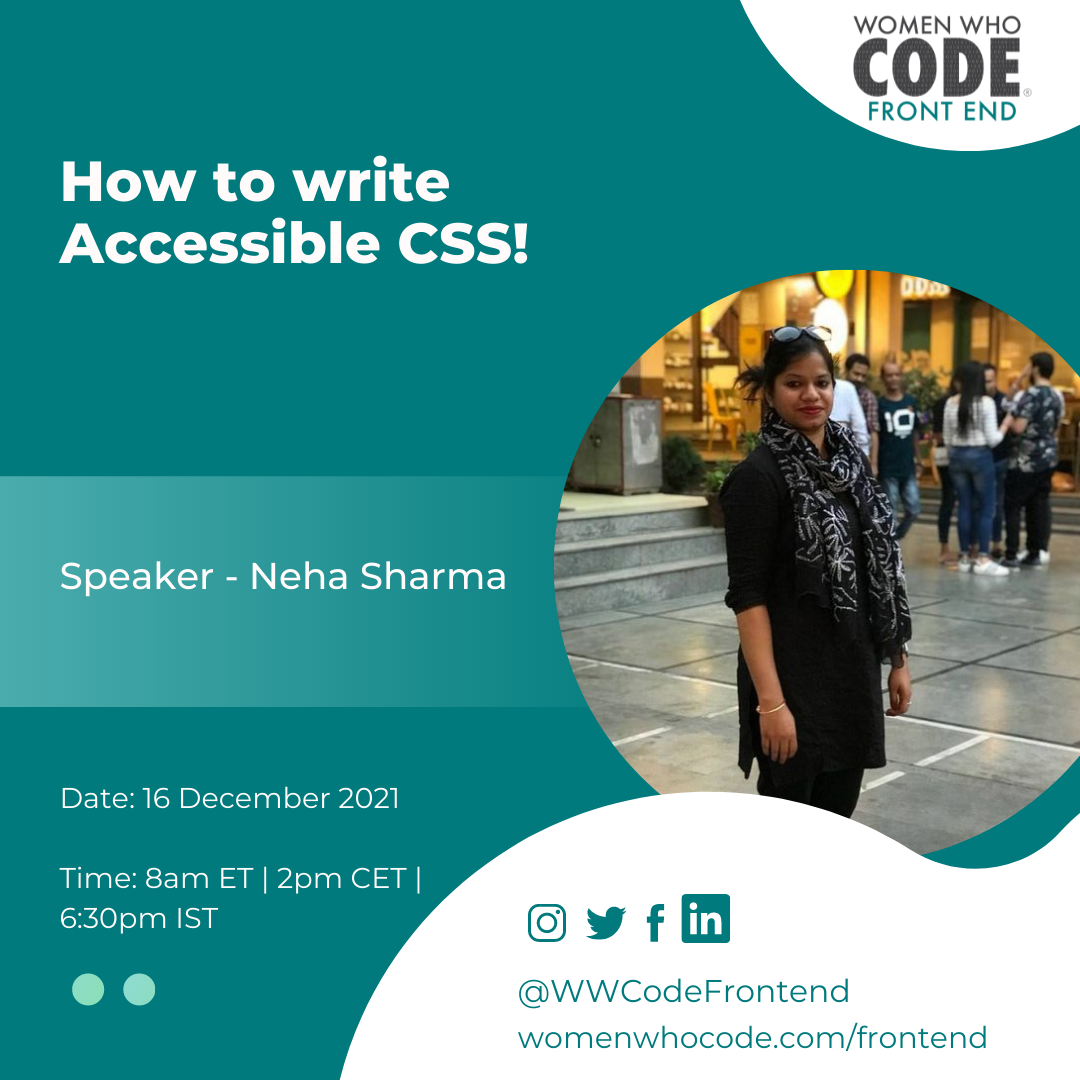 WOMEN WHO
CODE®
FRONT END
How to write
Accessible CSS!
10
Speaker - Neha Sharma
Date: 16 December 2021
Time: 8am ET | 2pm CET |
6:30pm IST
@WWCodeFrontend
womenwhocode.com/frontend